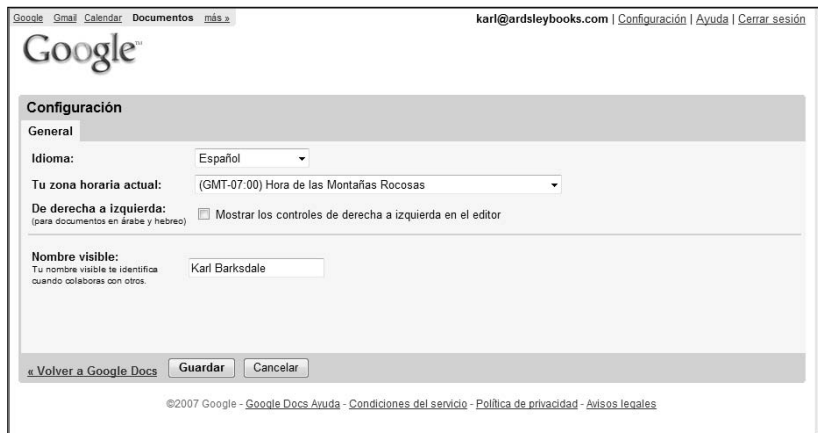 Google Gmail Calendar Documentos más »
karl@ardsleybooks.com | Configuración | Ayuda | Cerrar sesión
Google™
Configuración
General
Idioma: Español
Tu zona horaria actual: (GMT-07:00) Hora de las Montañas Rocosas
De derecha a izquierda:
(para documentos en árabe y hebreo)
Mostrar los controles de derecha a izquierda en el editor
Nombre visible:
Tu nombre visible te identifica
cuando colaboras con otros.
Karl Barksdale
« Volver a Google Docs Guardar Cancelar
©2007 Google - Google Docs Ayuda - Condiciones del servicio - Política de privacidad - Avisos legales